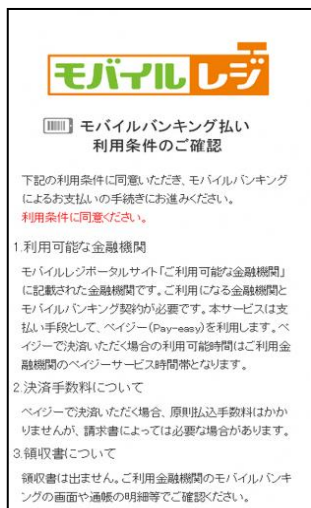 モバイルレジ
モバイルバンキング払い
利用条件のご確認
下記の利用条件に同意いただき、モバイルバンキング
によるお支払いの手続きにお進みください。
利用条件に同意ください。
1.利用可能な金融機関
モバイルレジポータルサイト「ご利用可能な金融機関」
に記載された金融機関です。ご利用になる金融機関と
モバイルバンキング契約が必要です。本サービスは支
払い手段として、ペイジー(Pay-easy)を利用します。ペ
イジーで決済いただく場合の利用可能時間はご利用金
融機関のペイジーサービス時間帯となります。
2.決済手数料について
ペイジーで決済いただく場合、原則払込手数料はかか
りませんが、請求書によっては必要な場合があります。
3.領収書について
領収書は出ません。ご利用金融機関のモバイルバンキ
ングの画面や通帳の明細等でご確認ください。